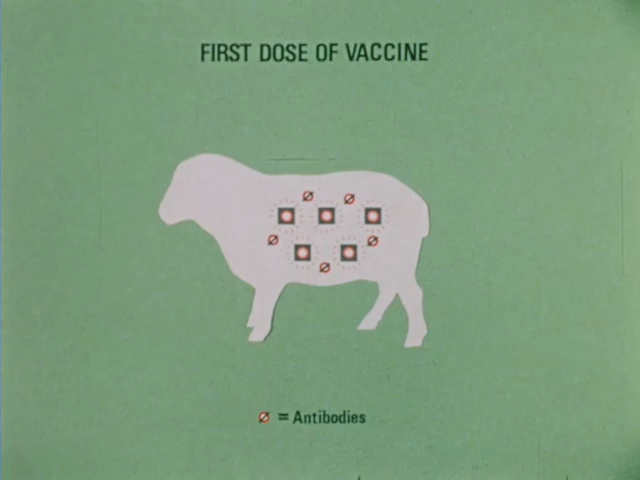 FIRST DOSE OF VACCINE
Ø = Antibodies